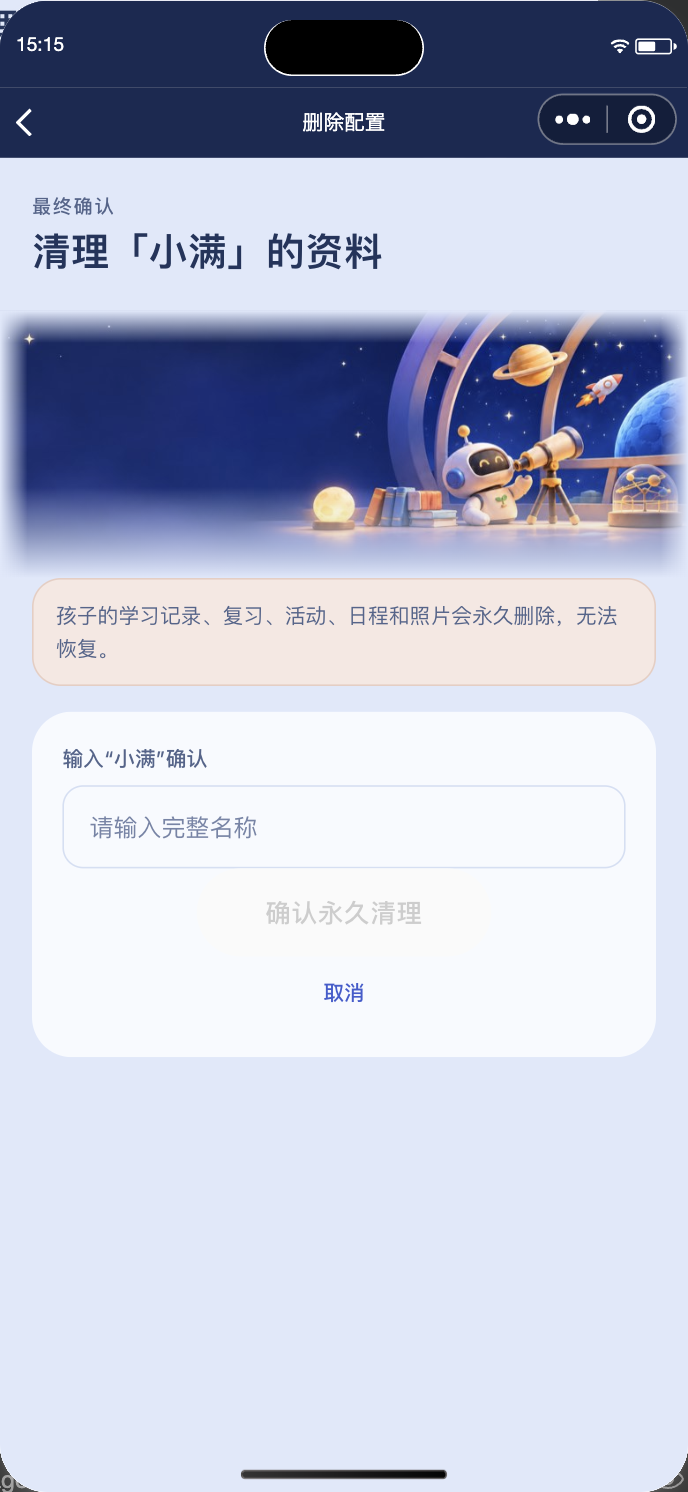 15:15
删除配置
最终确认
清理「小满」的资料
孩子的学习记录、复习、活动、日程和照片会永久删除，无法
恢复。
输入“小满”确认
请输入完整名称
确认永久清理
取消